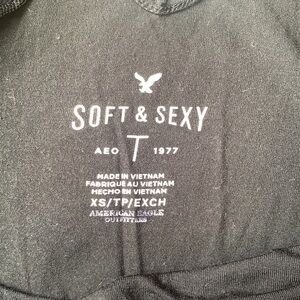 SOFT & SEXY
AEO T 1977
MADE IN VIETNAM
FABRIQUÉ AU VIETNAM
HECHO EN VIETNAM
XS/TP/EXCH
AMERICAN EAGLE
OUTFITTERS